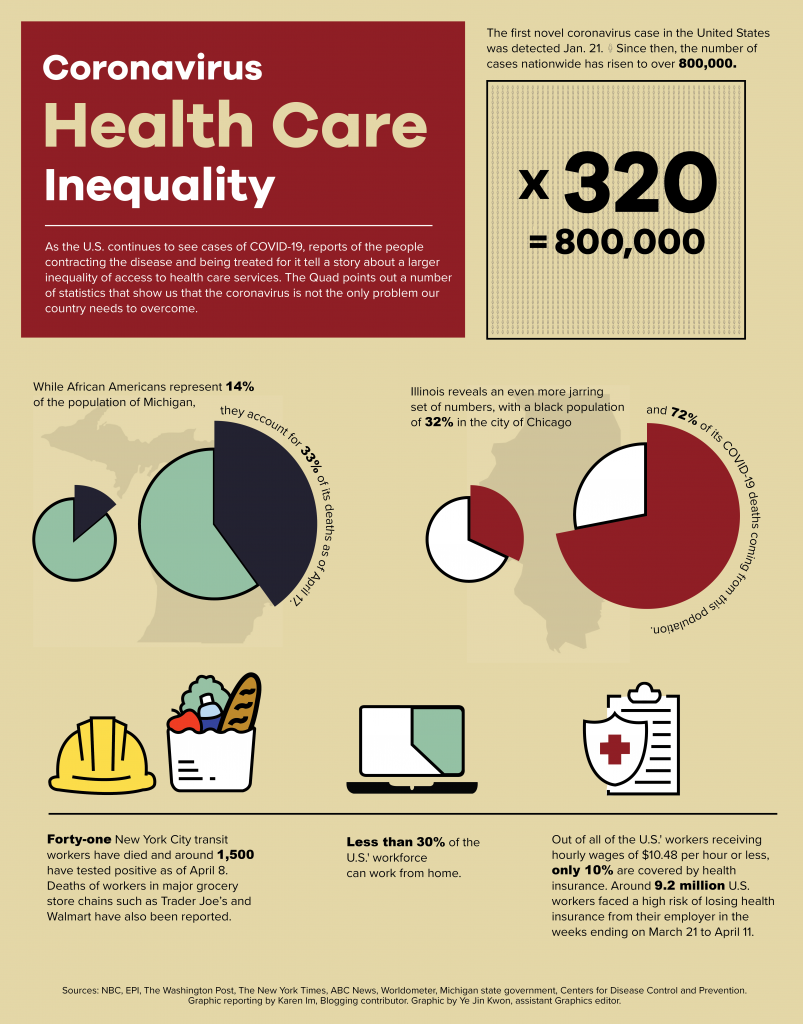 Coronavirus
Health Care
Inequality
As the U.S. continues to see cases of COVID-19, reports of the people
contracting the disease and being treated for it tell a story about a larger
inequality of access to health care services. The Quad points out a number
of statistics that show us that the coronavirus is not the only problem our
country needs to overcome.
The first novel coronavirus case in the United States
was detected Jan. 21. Since then, the number of
cases nationwide has risen to over 800,000.
x 320
= 800,000
While African Americans represent 14%
of the population of Michigan,
they account for 33% of its deaths as of April 17.
Illinois reveals an even more jarring
set of numbers, with a black population
of 32% in the city of Chicago
and 72% of its COVID-19 deaths coming from this population.
Forty-one New York City transit
workers have died and around 1,500
have tested positive as of April 8.
Deaths of workers in major grocery
store chains such as Trader Joe's and
Walmart have also been reported.
Less than 30% of the
U.S.' workforce
can work from home.
Out of all of the U.S.' workers receiving
hourly wages of $10.48 per hour or less,
only 10% are covered by health
insurance. Around 9.2 million U.S.
workers faced a high risk of losing health
insurance from their employer in the
weeks ending on March 21 to April 11.
Sources: NBC, EPI, The Washington Post, The New York Times, ABC News, Worldometer, Michigan state government, Centers for Disease Control and Prevention.
Graphic reporting by Karen Im, Blogging contributor. Graphic by Ye Jin Kwon, assistant Graphics editor.